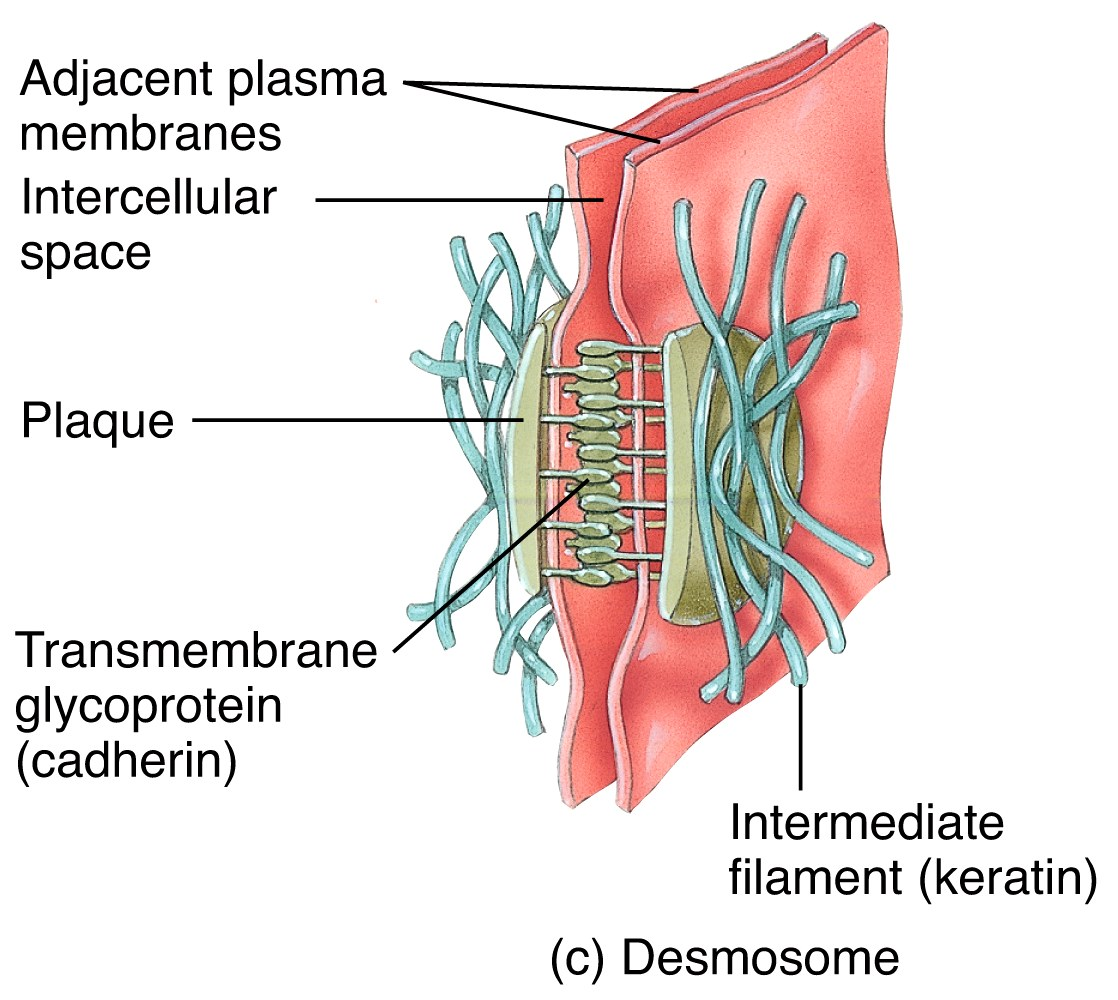 Adjacent plasma
membranes
Intercellular
space
Plaque
Transmembrane
glycoprotein
(cadherin)
Intermediate
filament (keratin)
(c) Desmosome